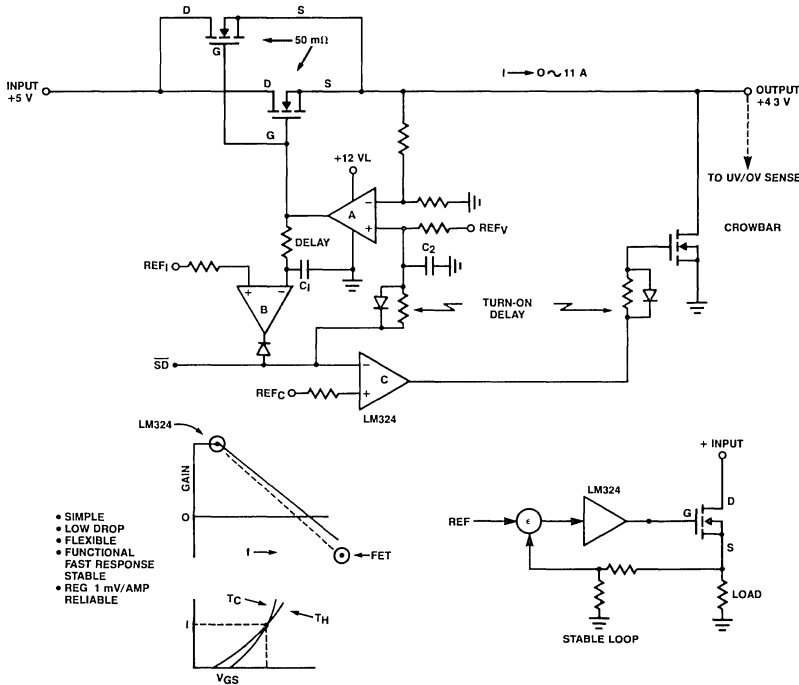 D
S
G
50 mΩ
INPUT
+5 V
D
S
G
I → O ~ 11 A
OUTPUT
+4 3 V
TO UV/OV SENSE
+12 VL
A
−
+
REFV
DELAY
C1
C2
REFI
+
−
B
TURN-ON
DELAY
CROWBAR
SD
−
C
REFC
+
LM324
LM324
GAIN
O
f
FET
• SIMPLE
• LOW DROP
• FLEXIBLE
• FUNCTIONAL
FAST RESPONSE
STABLE
• REG 1 mV/AMP
RELIABLE
TC
TH
I
VGS
+ INPUT
LM324
REF
ϵ
G
D
S
LOAD
STABLE LOOP